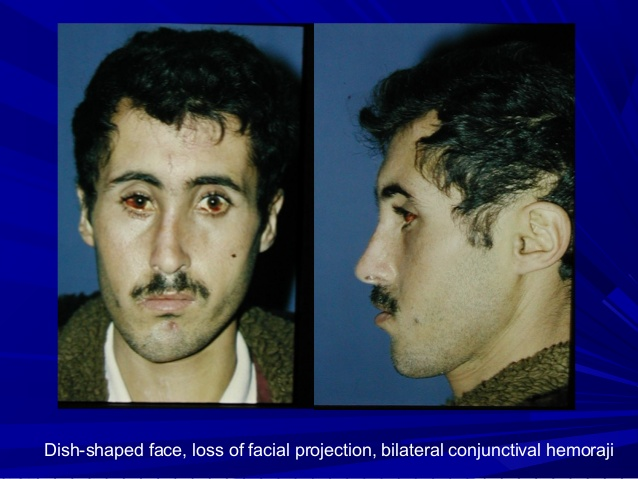 Dish-shaped face, loss of facial projection, bilateral conjunctival hemoraji